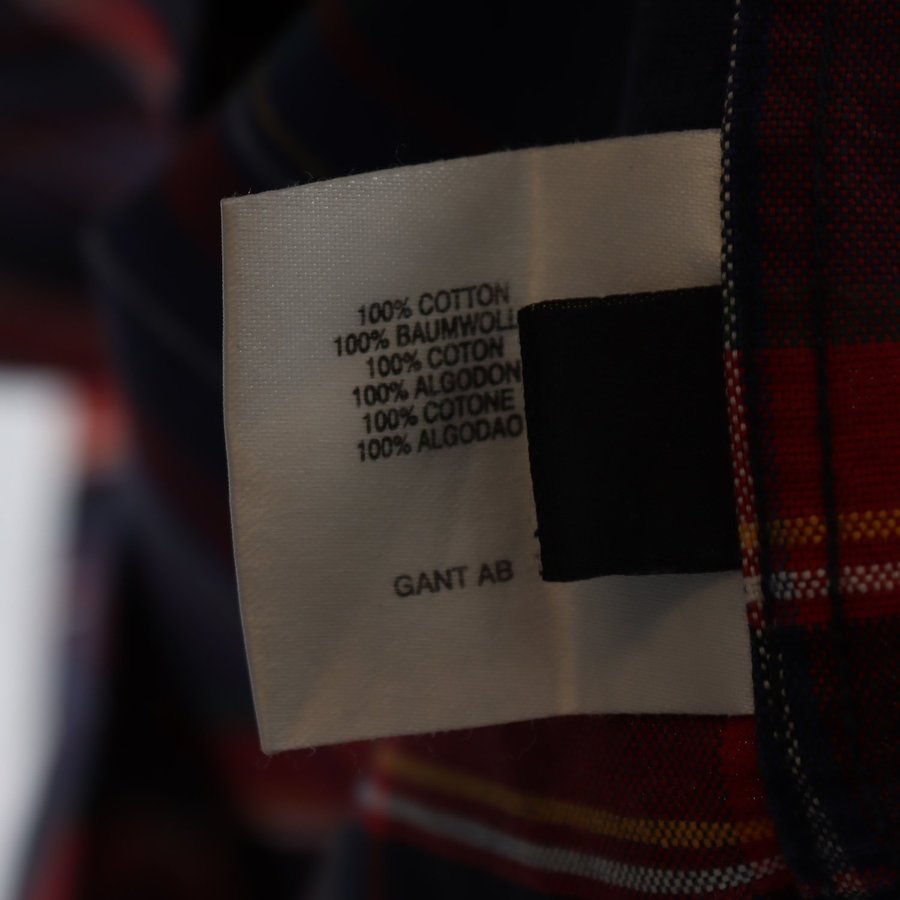 100% COTTON
100% BAUMWOLL
100% COTON
100% ALGODON
100% COTONE
100% ALGODAO
GANT AB